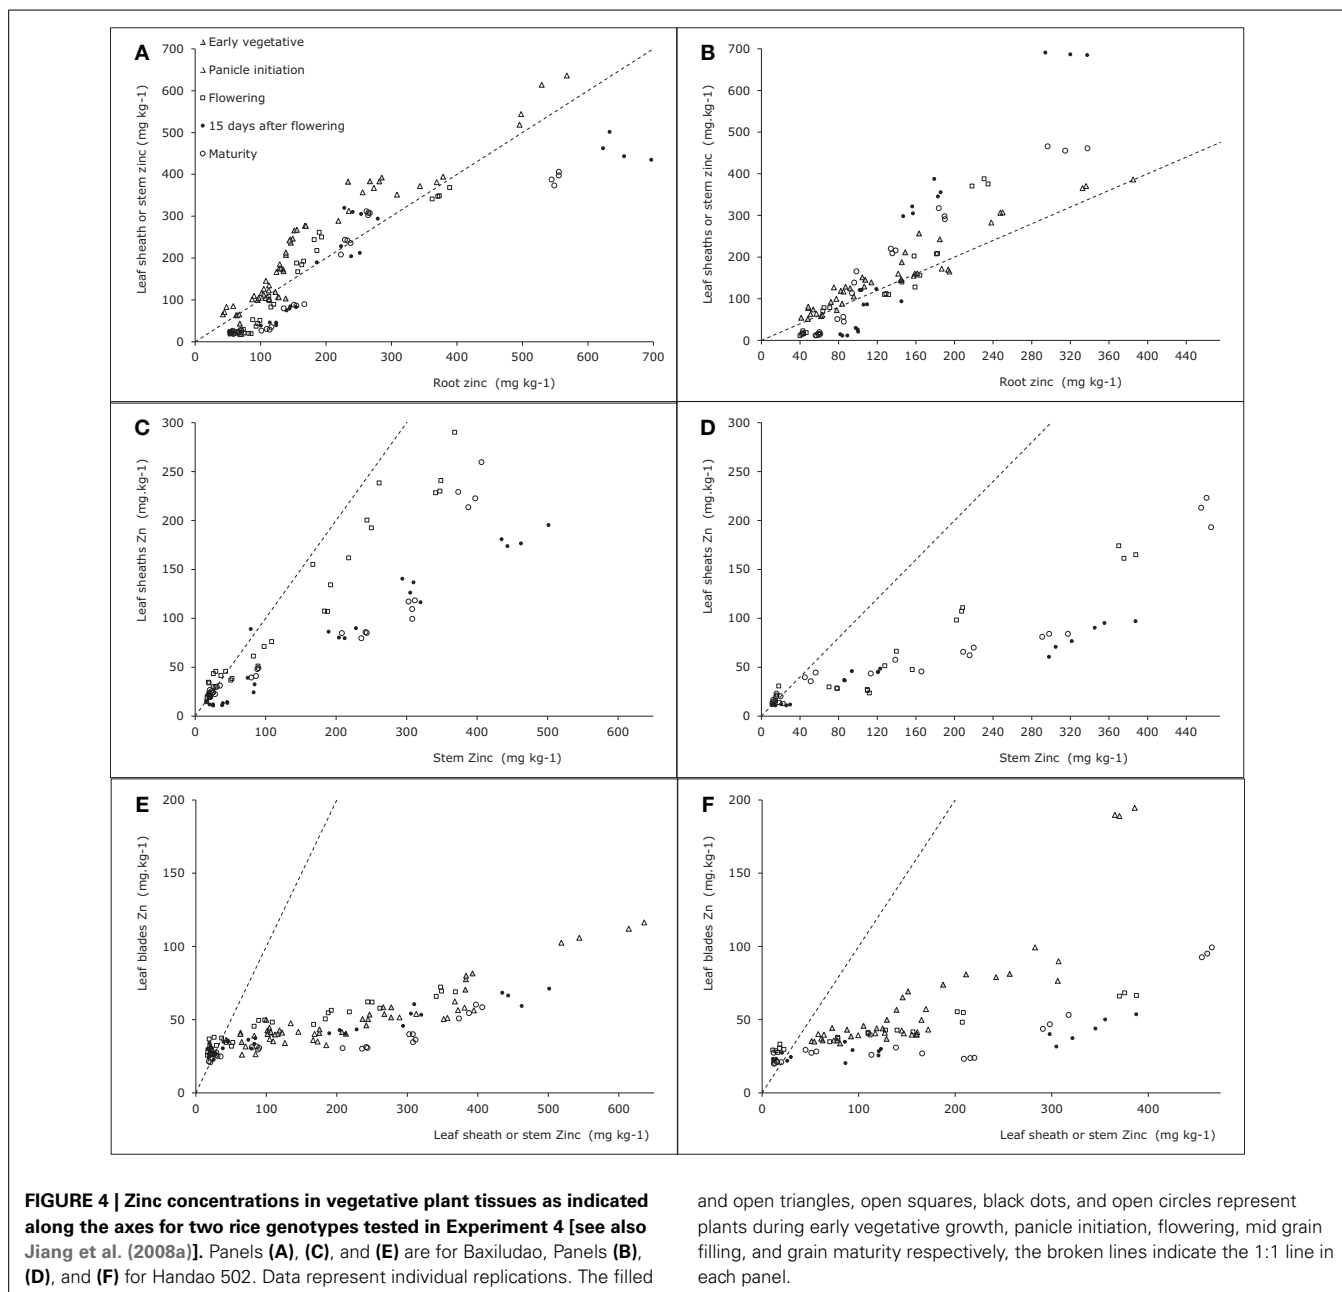 A
Early vegetative
Panicle initiation
Flowering
15 days after flowering
Maturity
Leaf sheath or stem zinc (mg kg-1)
700
600
500
400
300
200
100
0
0 100 200 300 400 500 600 700
Root zinc (mg kg-1)
B
Leaf sheaths or stem zinc (mg kg-1)
700
600
500
400
300
200
100
0
0 40 80 120 160 200 240 280 320 360 400 440
Root zinc (mg kg-1)
C
Leaf sheaths Zn (mg.kg-1)
300
250
200
150
100
50
0
0 100 200 300 400 500 600
Stem Zinc (mg kg-1)
D
Leaf sheats Zn (mg.kg-1)
300
250
200
150
100
50
0
0 40 80 120 160 200 240 280 320 360 400 440
Stem Zinc (mg kg-1)
E
Leaf blades Zn (mg.kg-1)
200
150
100
50
0
0 100 200 300 400 500 600
Leaf sheath or stem Zinc (mg kg-1)
F
Leaf blades Zn (mg.kg-1)
200
150
100
50
0
0 100 200 300 400
Leaf sheath or stem Zinc (mg kg-1)
FIGURE 4 | Zinc concentrations in vegetative plant tissues as indicated
along the axes for two rice genotypes tested in Experiment 4 [see also
Jiang et al. (2008a)]. Panels (A), (C), and (E) are for Baxiludao, Panels (B),
(D), and (F) for Handao 502. Data represent individual replications. The filled
and open triangles, open squares, black dots, and open circles represent
plants during early vegetative growth, panicle initiation, flowering, mid grain
filling, and grain maturity respectively, the broken lines indicate the 1:1 line in
each panel.